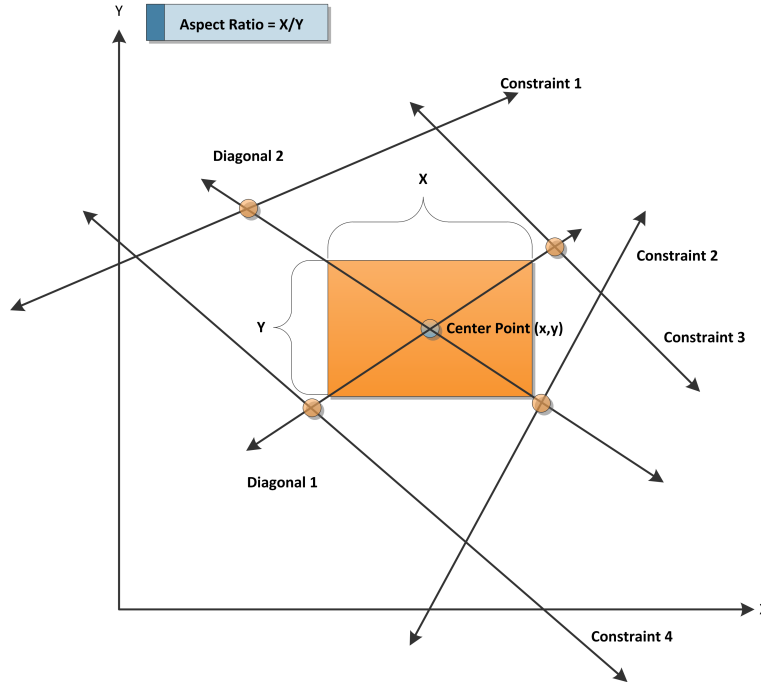 Y
Aspect Ratio = X/Y
Constraint 1
Diagonal 2
X
Constraint 2
Y
Center Point (x,y)
Constraint 3
Diagonal 1
Constraint 4